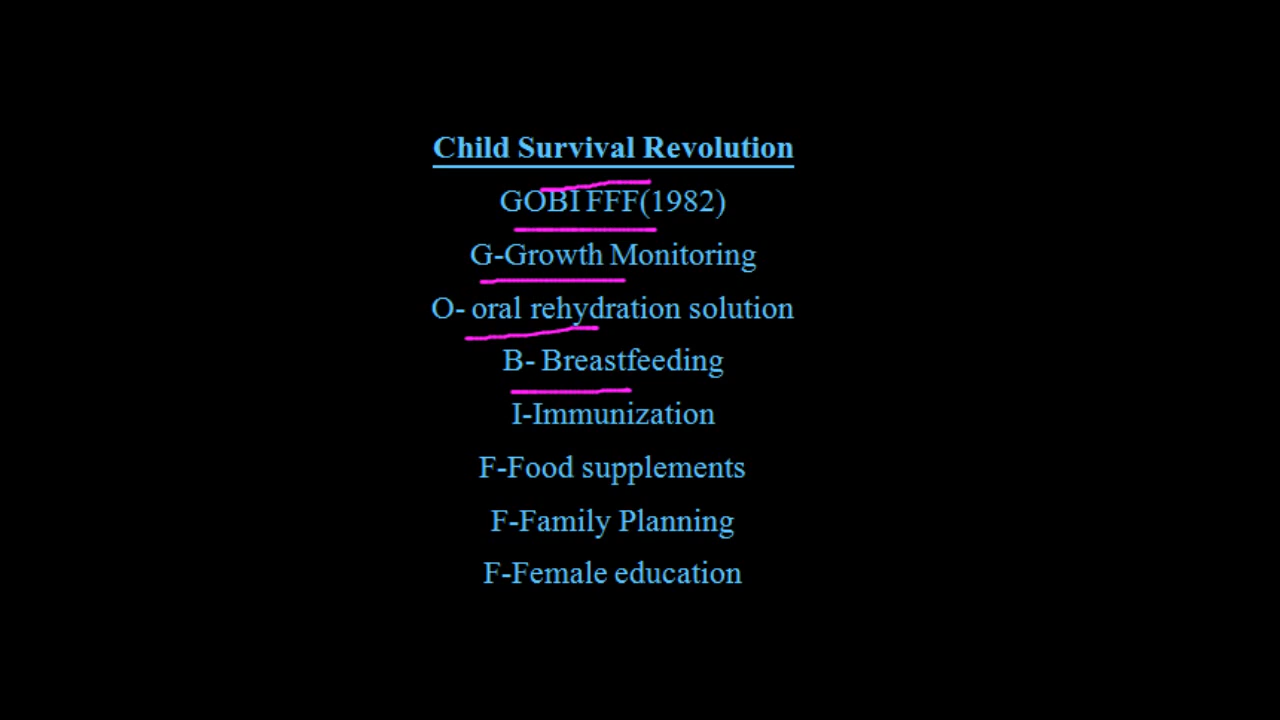 Child Survival Revolution
GOBI FFF(1982)
G-Growth Monitoring
O- oral rehydration solution
B- Breastfeeding
I-Immunization
F-Food supplements
F-Family Planning
F-Female education